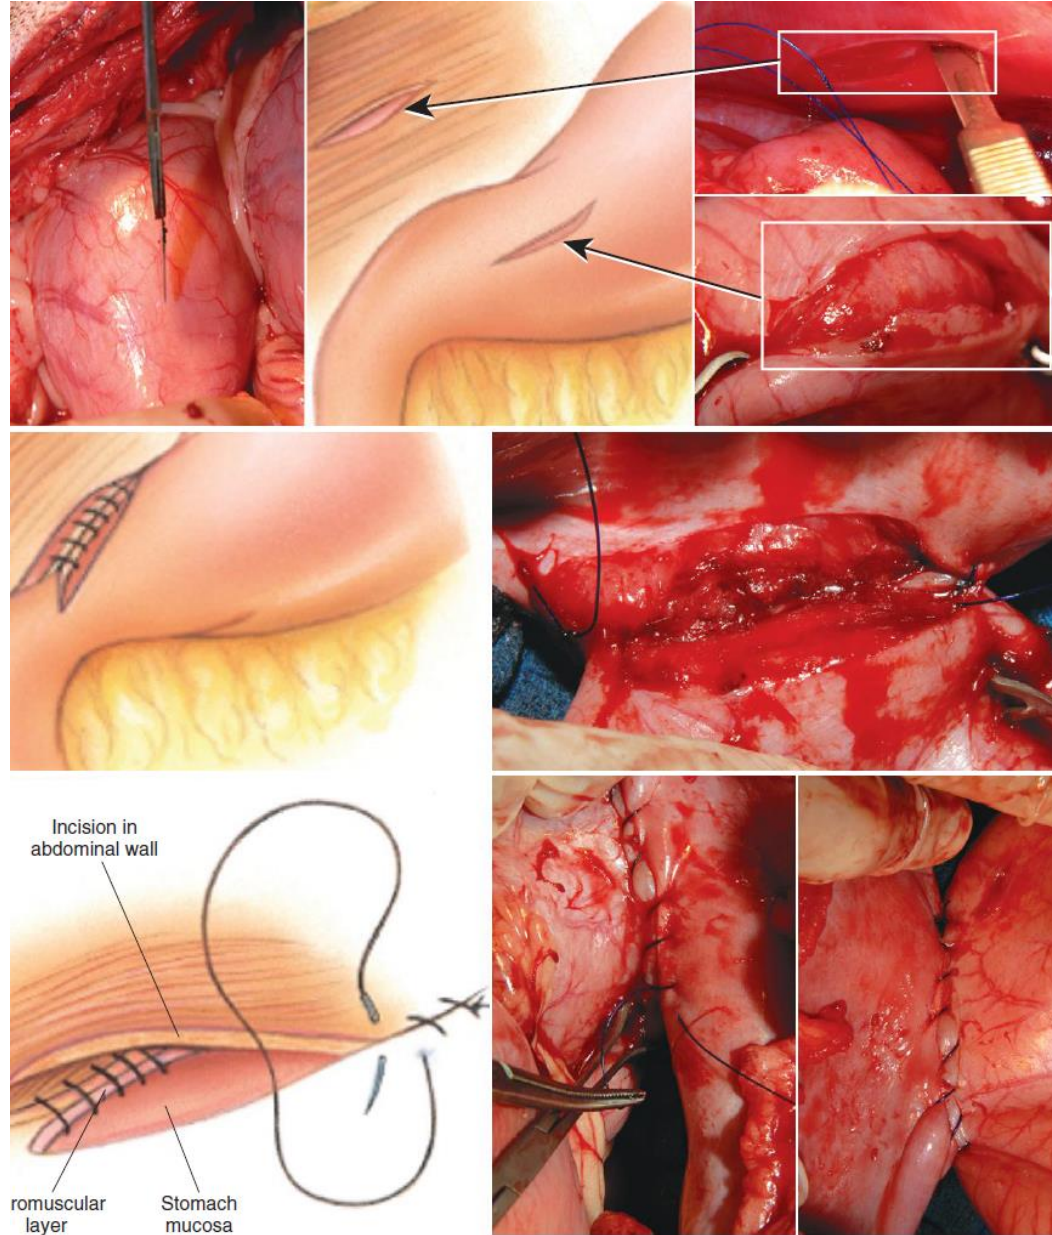 Incision in
abdominal wall
romuscular
layer
Stomach
mucosa